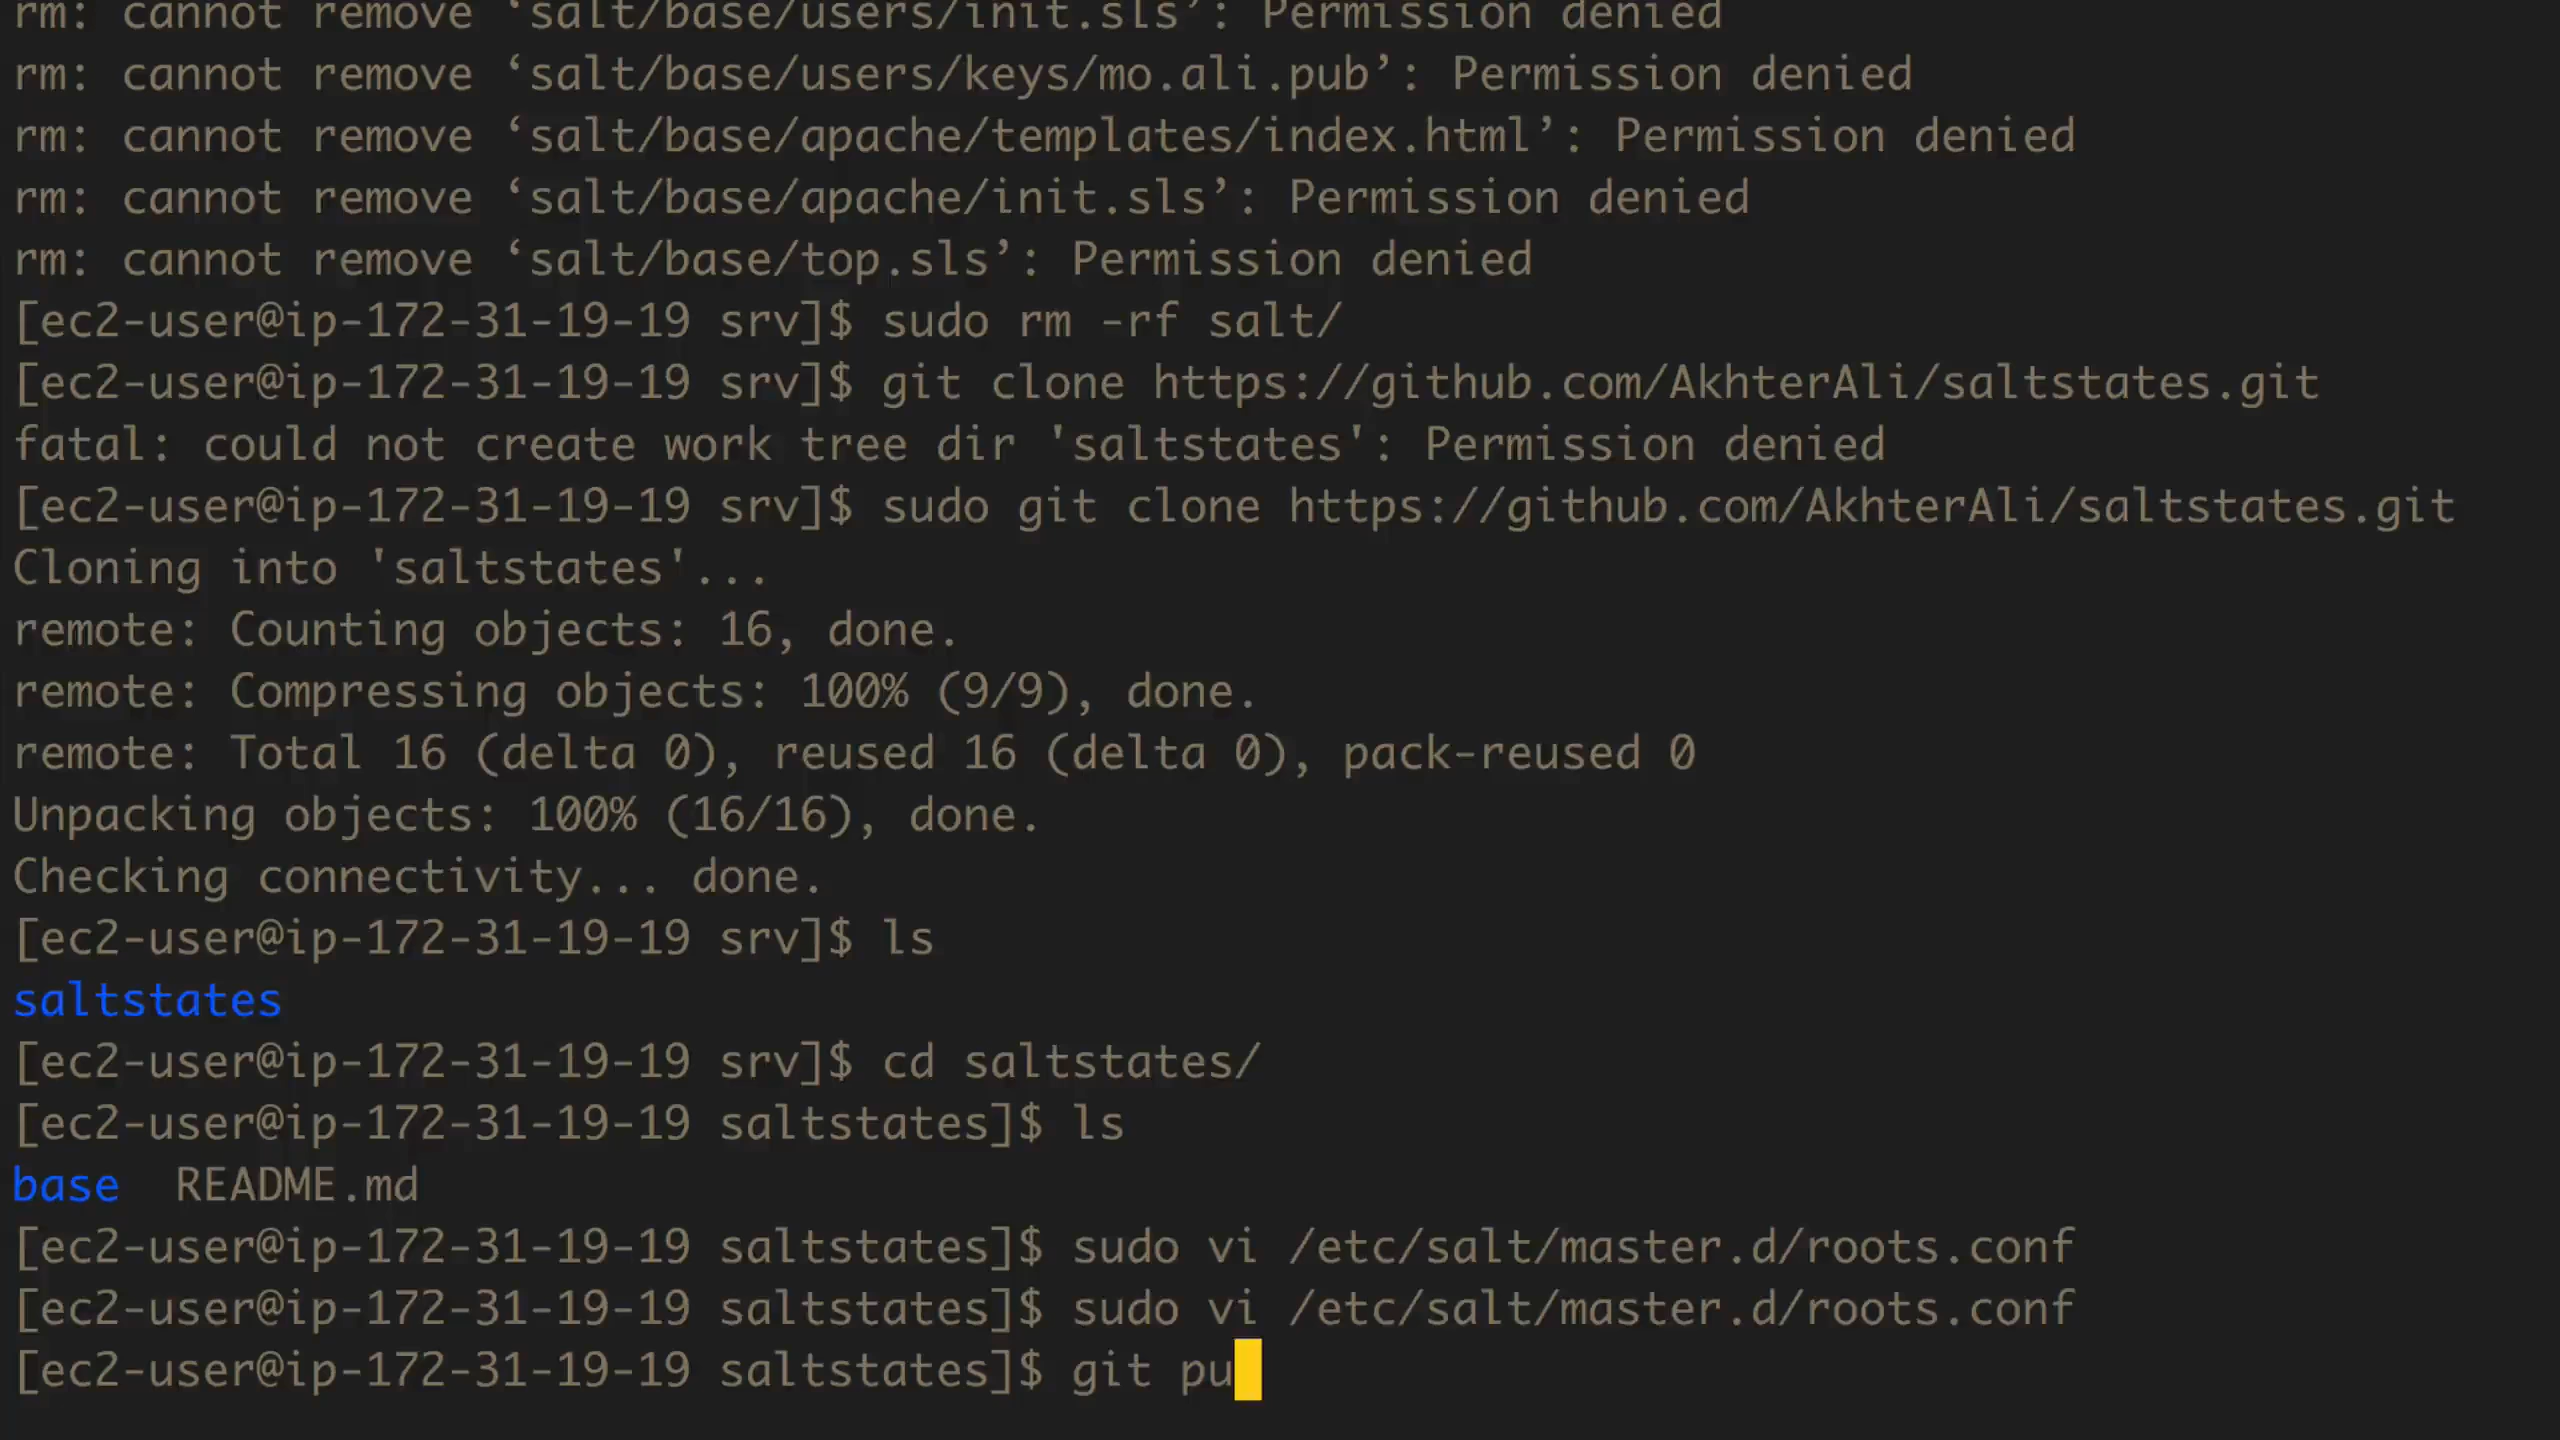 rm: cannot remove ‘salt/base/users/init.sls’: Permission denied
rm: cannot remove ‘salt/base/users/keys/mo.ali.pub’: Permission denied
rm: cannot remove ‘salt/base/apache/templates/index.html’: Permission denied
rm: cannot remove ‘salt/base/apache/init.sls’: Permission denied
rm: cannot remove ‘salt/base/top.sls’: Permission denied
[ec2-user@ip-172-31-19-19 srv]$ sudo rm -rf salt/
[ec2-user@ip-172-31-19-19 srv]$ git clone https://github.com/AkhterAli/saltstates.git
fatal: could not create work tree dir 'saltstates': Permission denied
[ec2-user@ip-172-31-19-19 srv]$ sudo git clone https://github.com/AkhterAli/saltstates.git
Cloning into 'saltstates'...
remote: Counting objects: 16, done.
remote: Compressing objects: 100% (9/9), done.
remote: Total 16 (delta 0), reused 16 (delta 0), pack-reused 0
Unpacking objects: 100% (16/16), done.
Checking connectivity... done.
[ec2-user@ip-172-31-19-19 srv]$ ls
saltstates
[ec2-user@ip-172-31-19-19 srv]$ cd saltstates/
[ec2-user@ip-172-31-19-19 saltstates]$ ls
base  README.md
[ec2-user@ip-172-31-19-19 saltstates]$ sudo vi /etc/salt/master.d/roots.conf
[ec2-user@ip-172-31-19-19 saltstates]$ sudo vi /etc/salt/master.d/roots.conf
[ec2-user@ip-172-31-19-19 saltstates]$ git pu